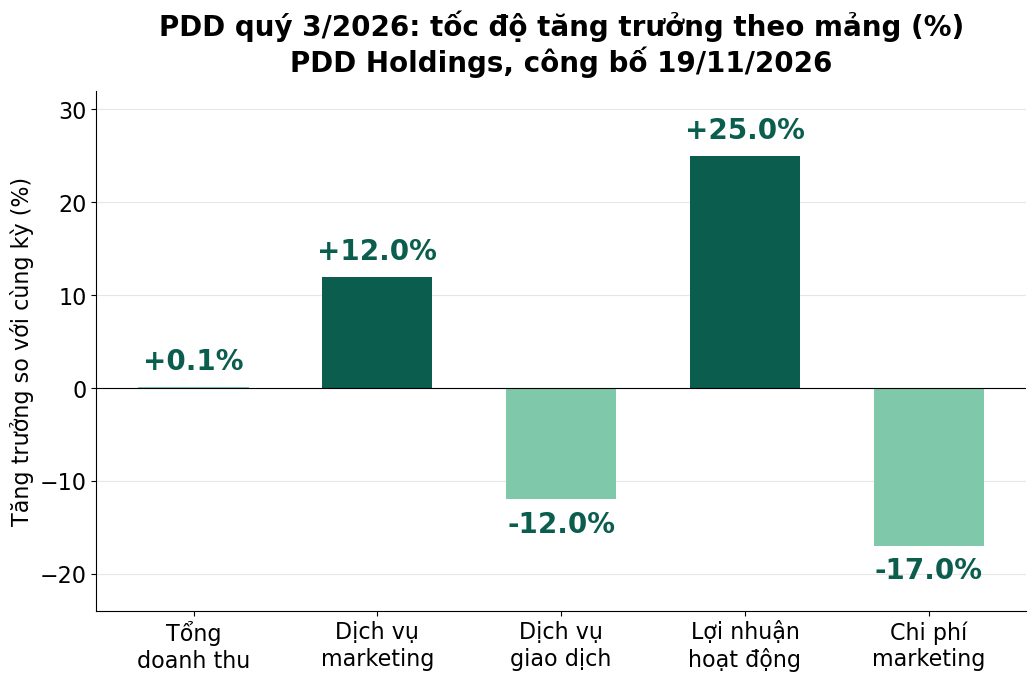 PDD quý 3/2026: tốc độ tăng trưởng theo mảng (%)
PDD Holdings, công bố 19/11/2026
Tăng trưởng so với cùng kỳ (%)
30
20
10
0
−10
−20
+0.1%
+12.0%
-12.0%
+25.0%
-17.0%
Tổng
doanh thu
Dịch vụ
marketing
Dịch vụ
giao dịch
Lợi nhuận
hoạt động
Chi phí
marketing